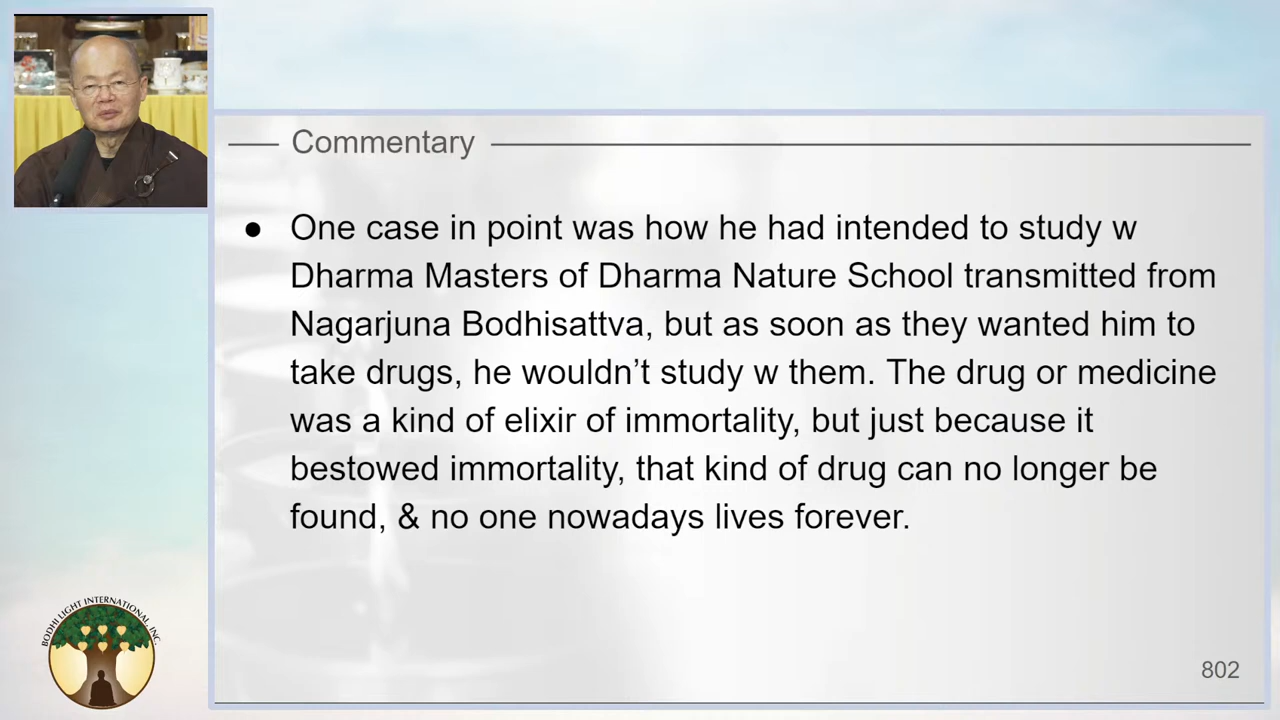 Commentary
● One case in point was how he had intended to study w
Dharma Masters of Dharma Nature School transmitted from
Nagarjuna Bodhisattva, but as soon as they wanted him to
take drugs, he wouldn’t study w them. The drug or medicine
was a kind of elixir of immortality, but just because it
bestowed immortality, that kind of drug can no longer be
found, & no one nowadays lives forever.
BODHI LIGHT INTERNATIONAL, INC.
802